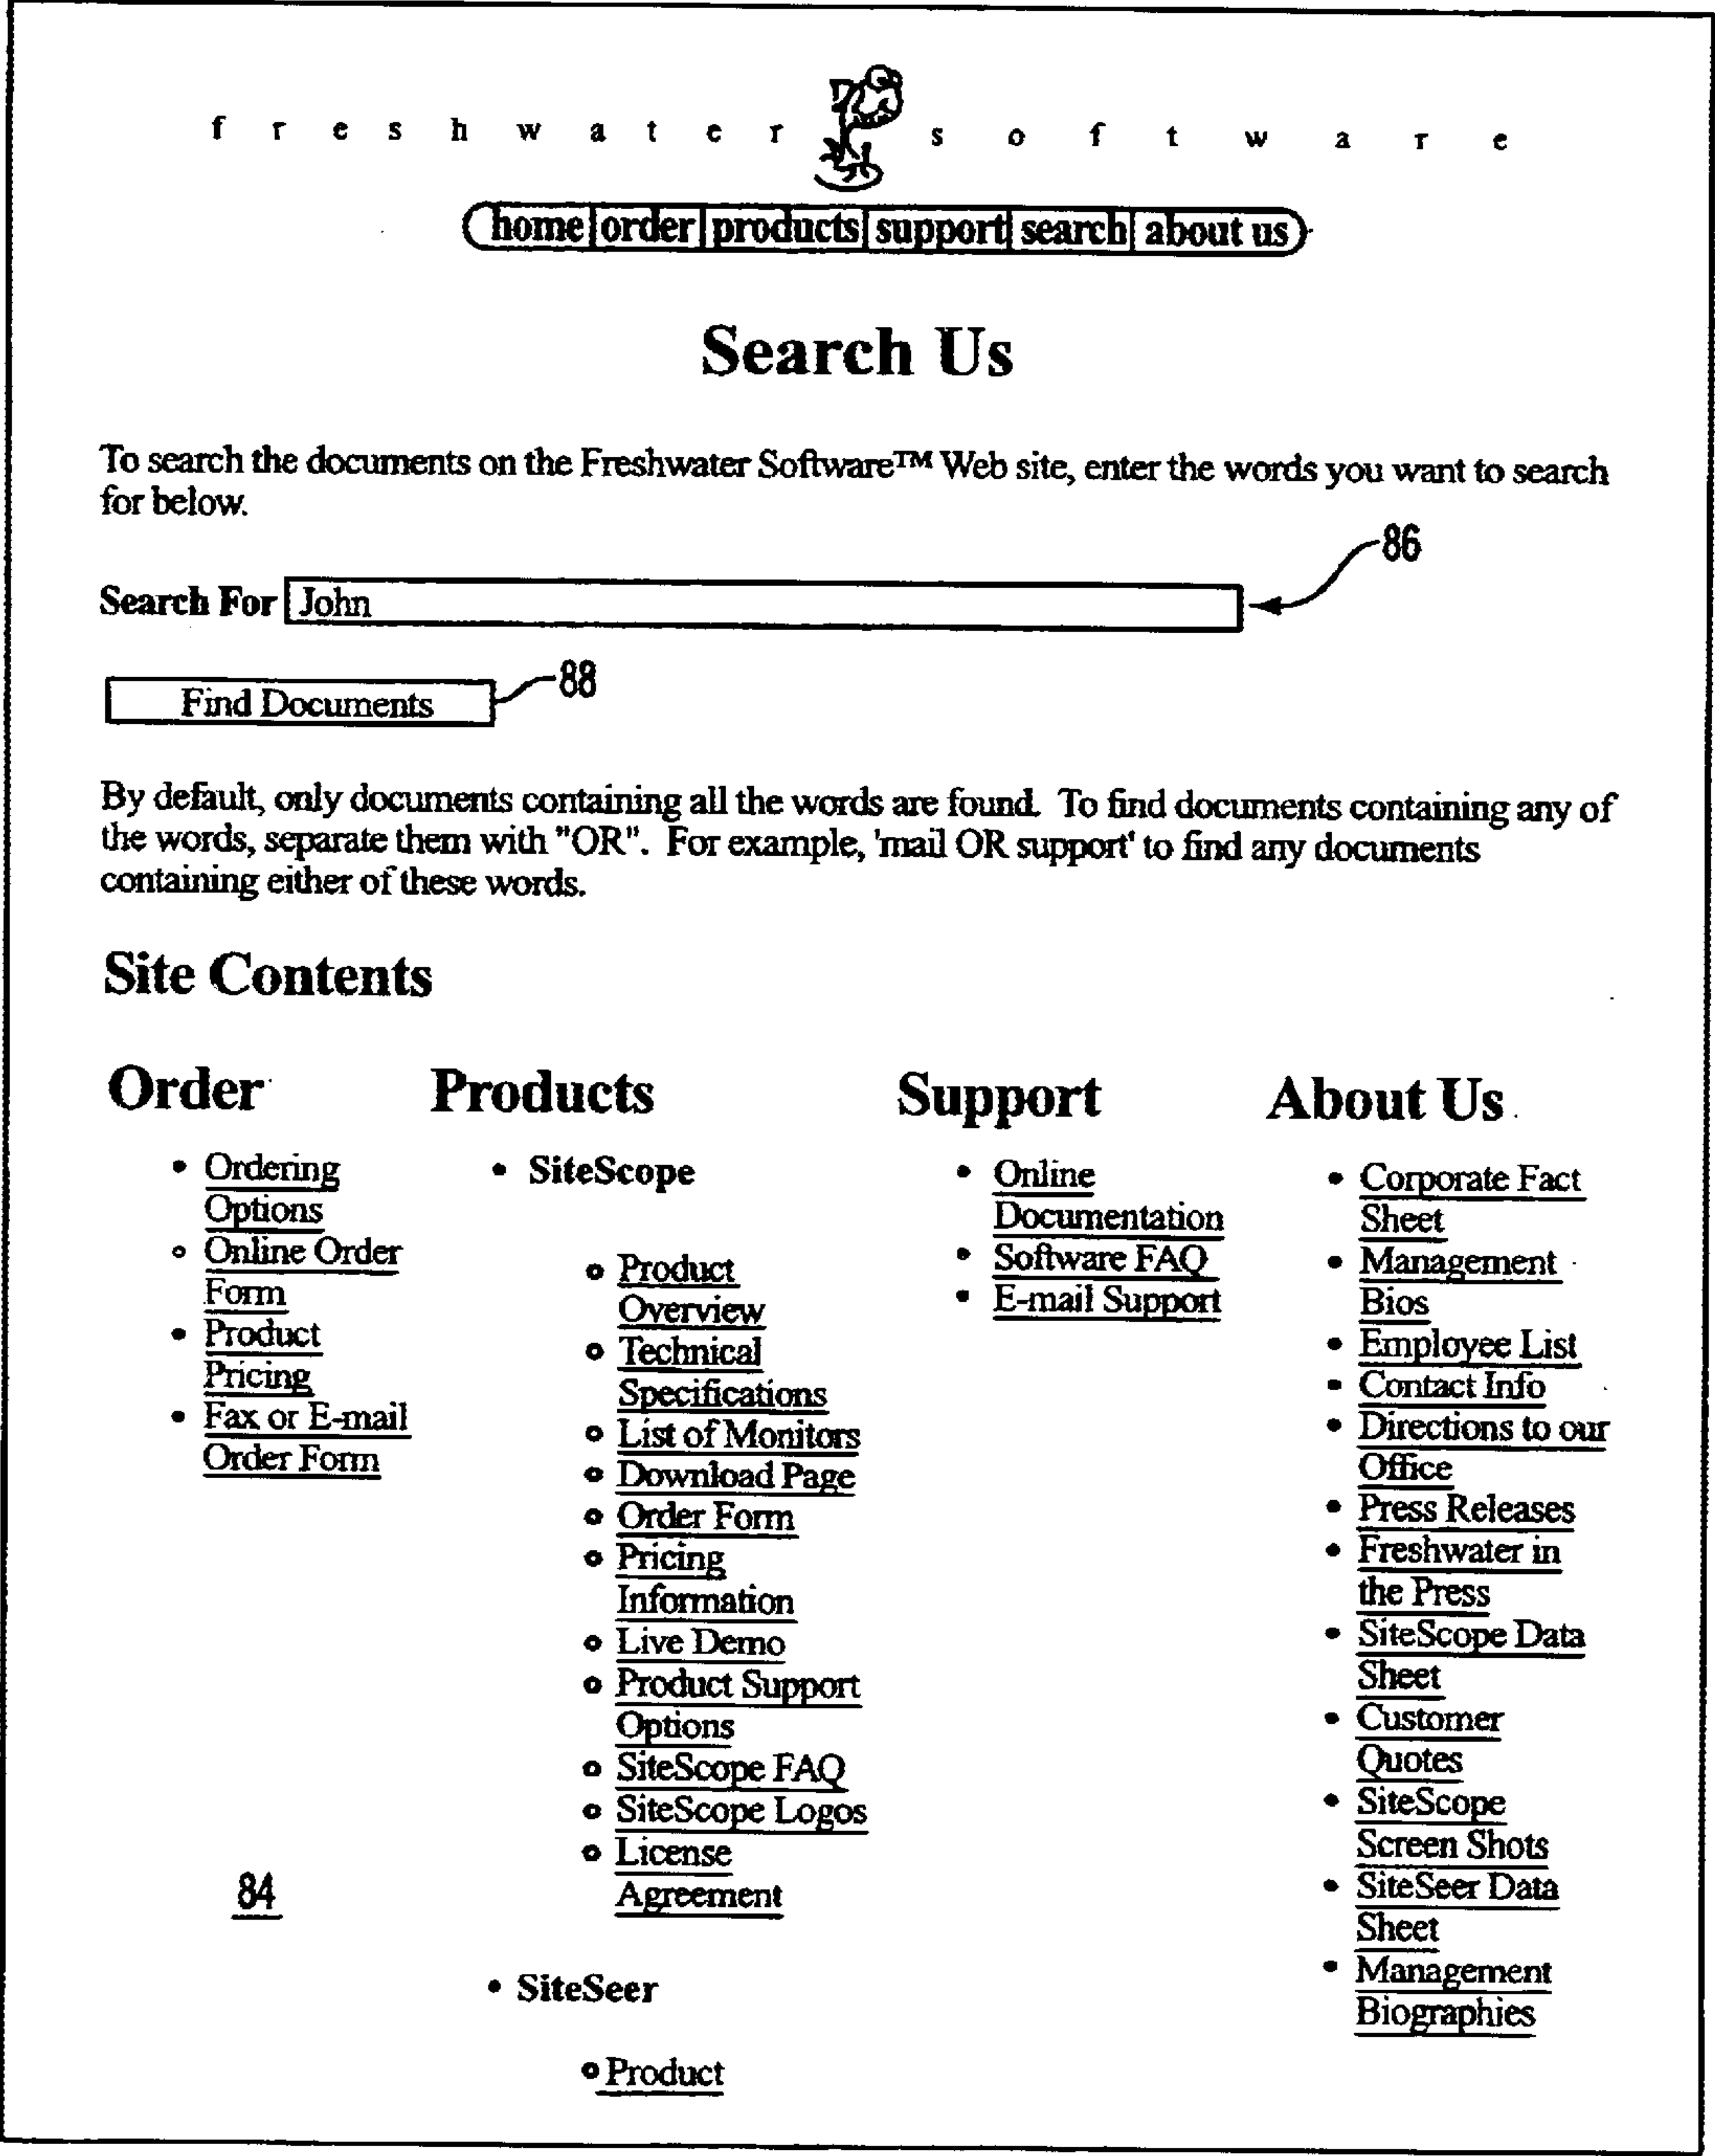 freshwater software
home order products support search about us
Search Us
To search the documents on the Freshwater Software™ Web site, enter the words you want to search
for below.
86
Search For John
Find Documents
88
By default, only documents containing all the words are found. To find documents containing any of
the words, separate them with "OR". For example, 'mail OR support' to find any documents
containing either of these words.
Site Contents
Order
• Ordering
Options
• Online Order
Form
• Product
Pricing
• Fax or E-mail
Order Form
84
Products
• SiteScope
o Product
Overview
o Technical
Specifications
o List of Monitors
o Download Page
o Order Form
o Pricing
Information
o Live Demo
o Product Support
Options
o SiteScope FAQ
o SiteScope Logos
o License
Agreement
• SiteSeer
o Product
Support
• Online
Documentation
• Software FAQ
• E-mail Support
About Us
• Corporate Fact
Sheet
• Management
Bios
• Employee List
• Contact Info
• Directions to our
Office
• Press Releases
• Freshwater in
the Press
• SiteScope Data
Sheet
• Customer
Quotes
• SiteScope
Screen Shots
• SiteSeer Data
Sheet
• Management
Biographies